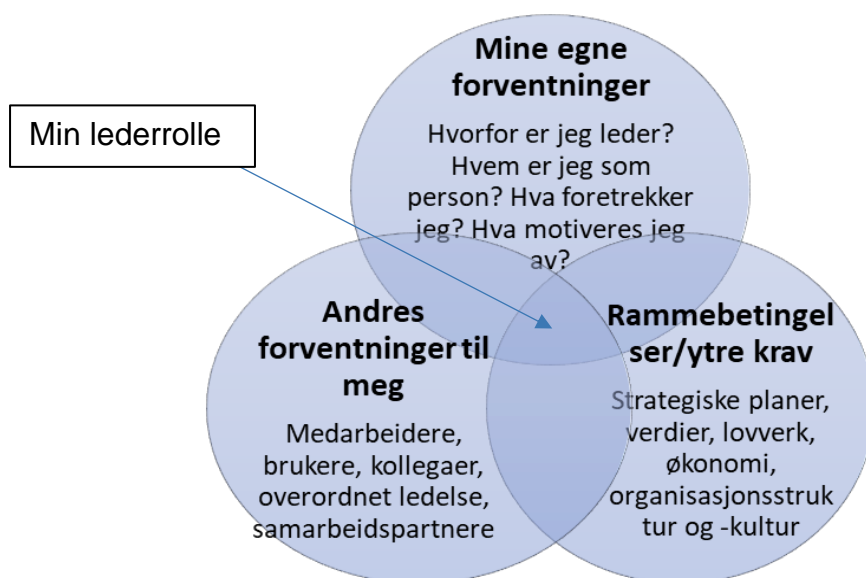 Mine egne
forventninger
Hvorfor er jeg leder?
Hvem er jeg som
person? Hva foretrekker
jeg? Hva motiveres jeg
av?
Min lederrolle
Andres
forventninger til
meg
Medarbeidere,
brukere, kollegaer,
overordnet ledelse,
samarbeidspartnere
Rammebetingel
ser/ytre krav
Strategiske planer,
verdier, lovverk,
økonomi,
organisasjonsstruk
tur og -kultur